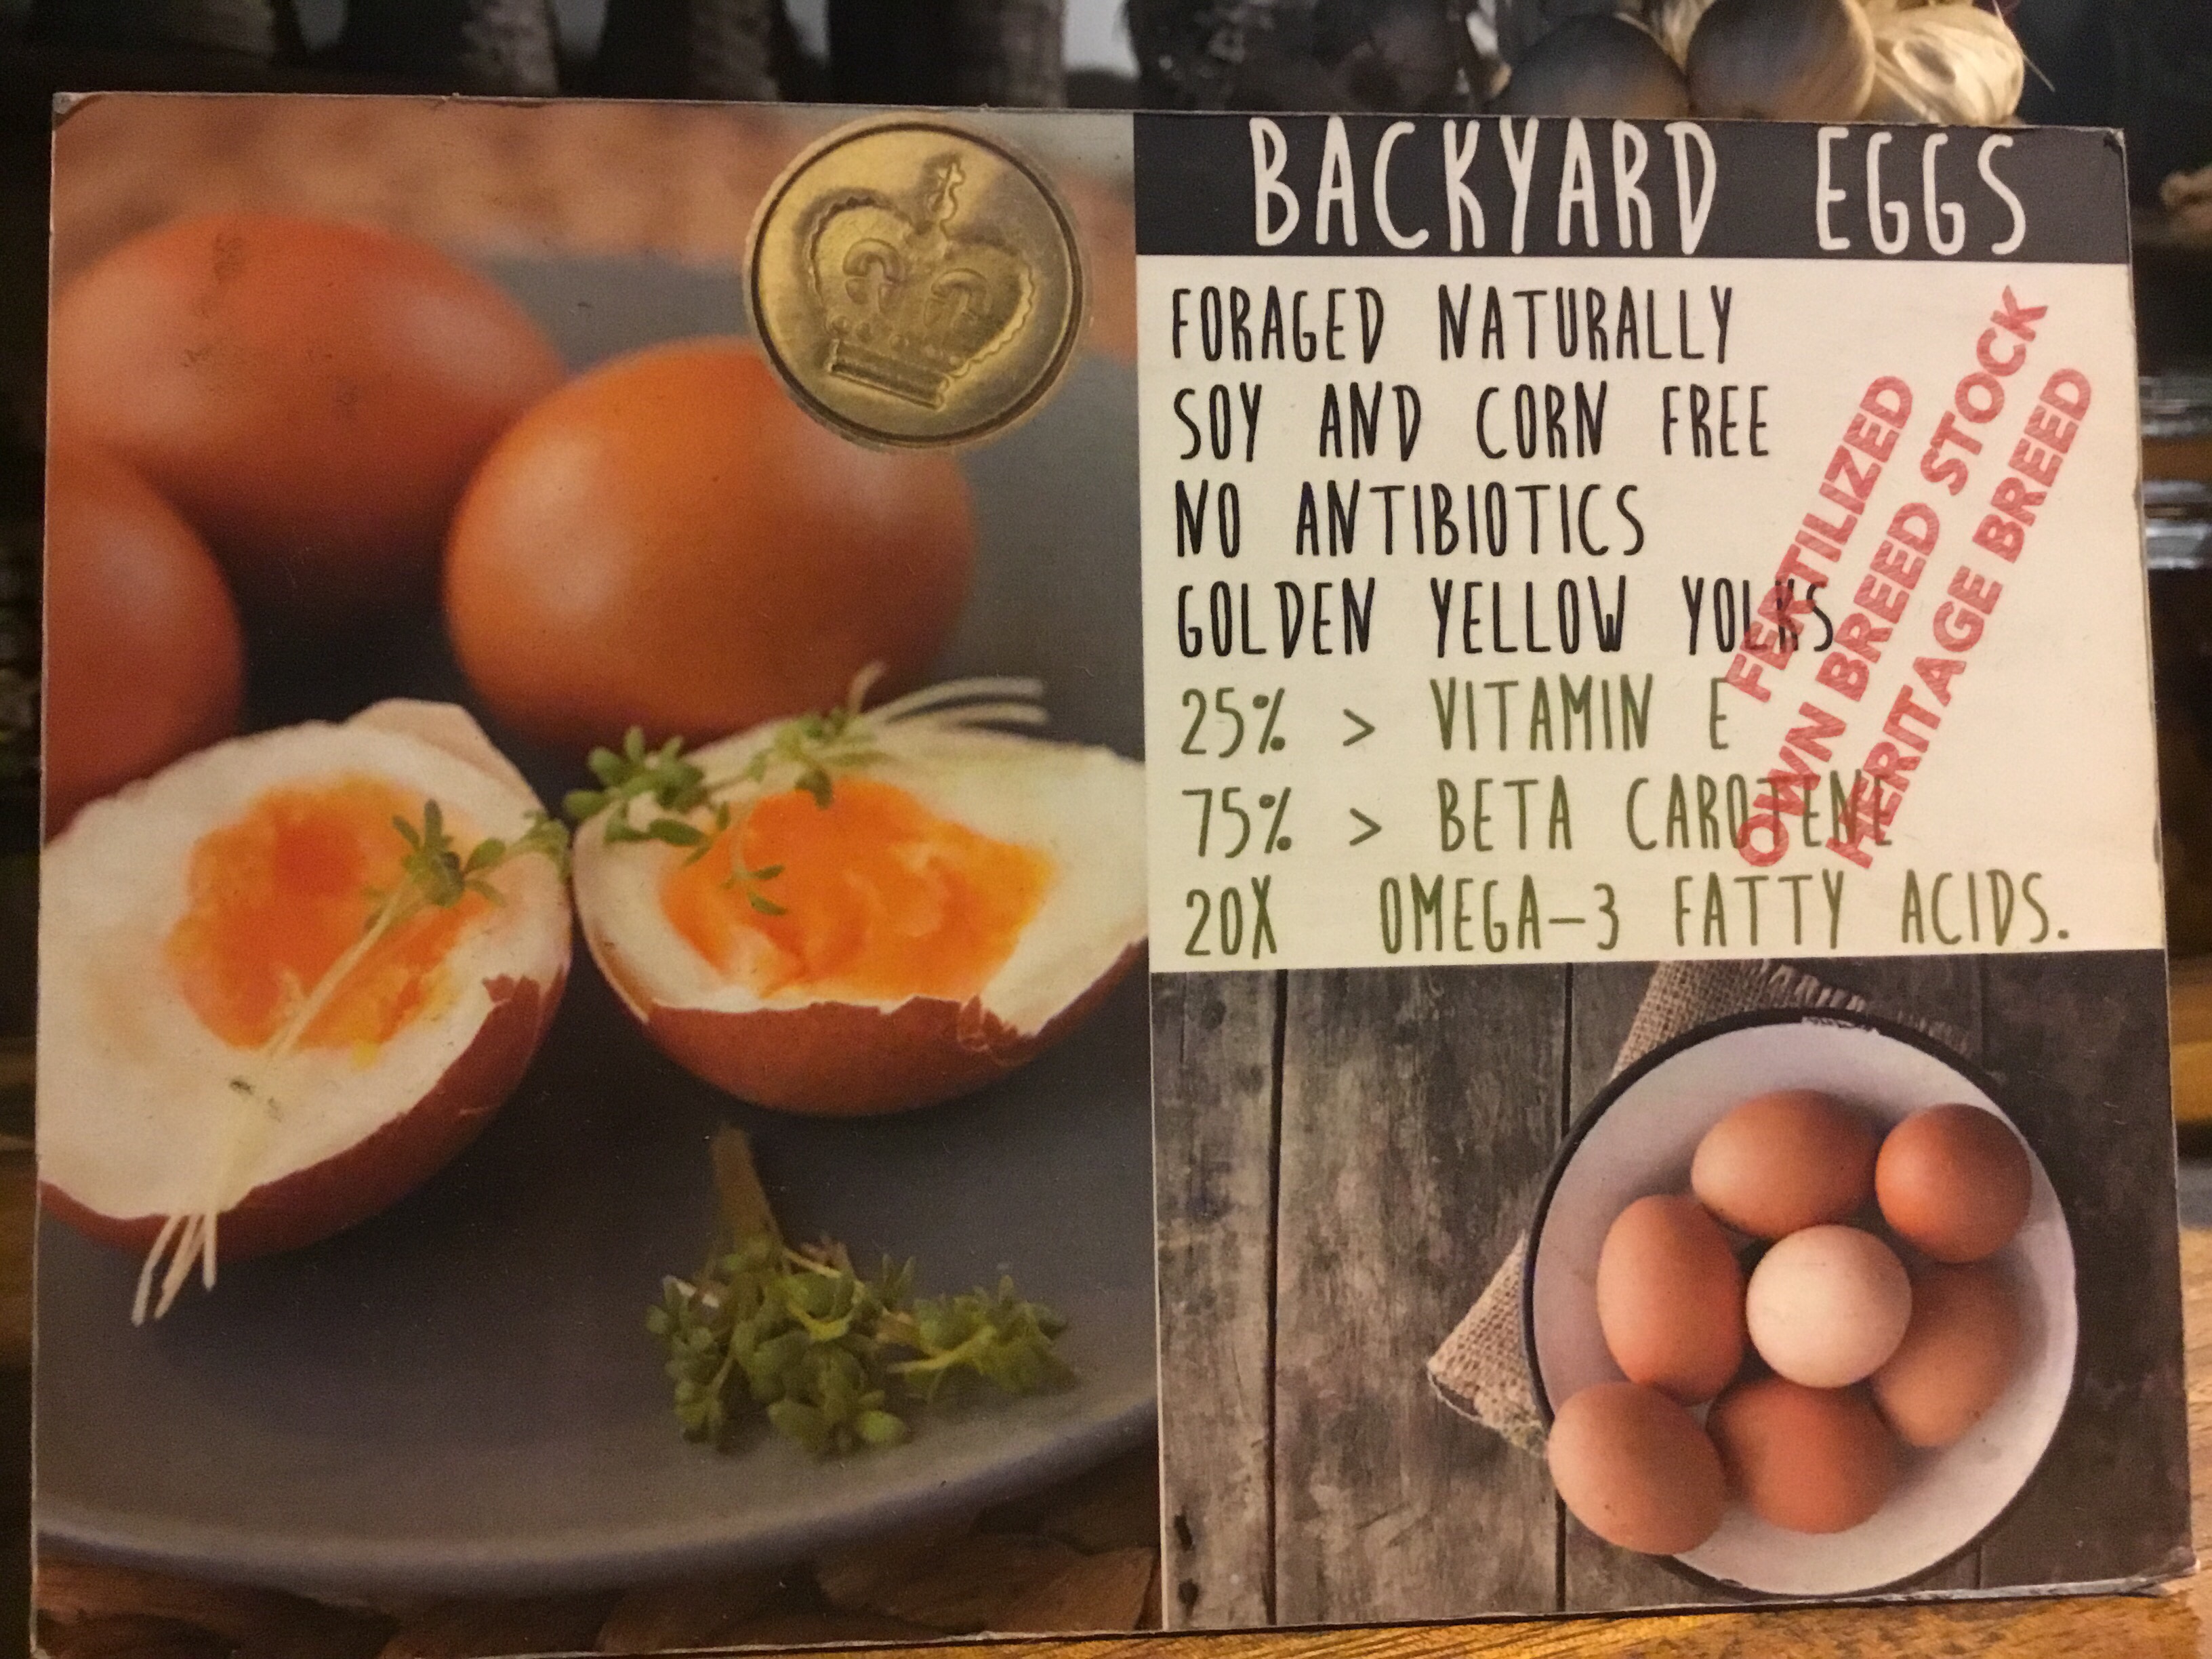 BACKYARD EGGS
FORAGED NATURALLY
SOY AND CORN FREE
NO ANTIBIOTICS
GOLDEN YELLOW YOLKS
25% > VITAMIN E
75% > BETA CAROTENE
20X OMEGA-3 FATTY ACIDS.
FERTILIZED
OWN BREED STOCK
HERITAGE BREED